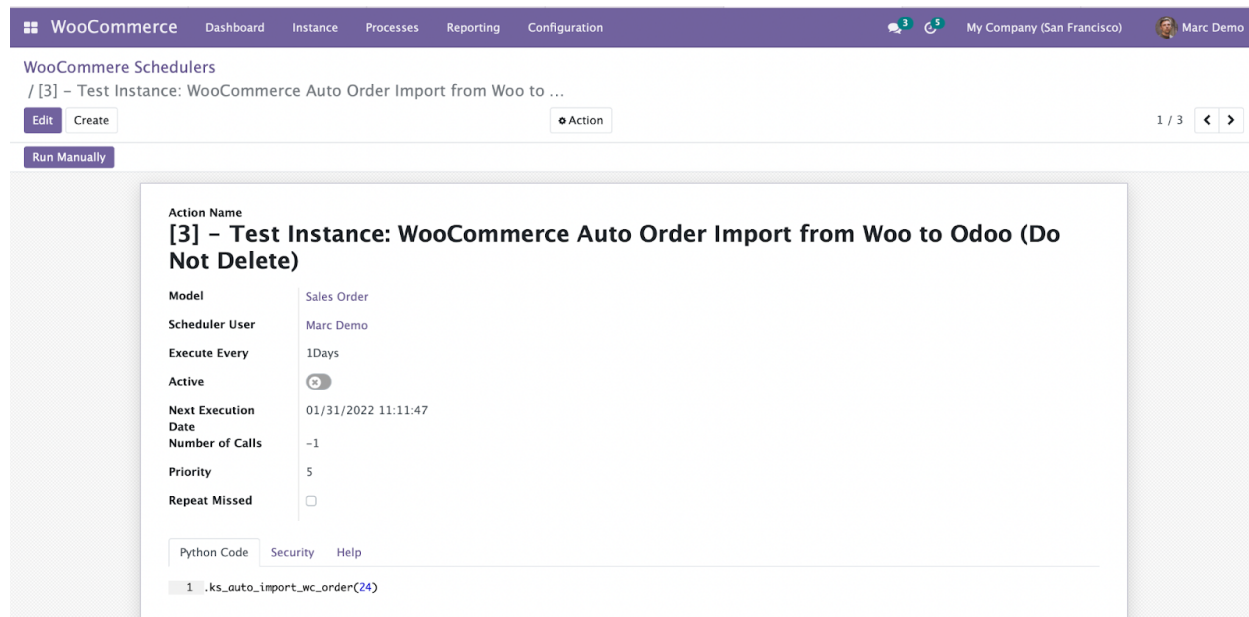 WooCommerce Dashboard Instance Processes Reporting Configuration 3 5 My Company (San Francisco) Marc Demo
WooCommere Schedulers
/ [3] – Test Instance: WooCommerce Auto Order Import from Woo to ...
Edit Create Action 1 / 3
Run Manually
Action Name
[3] – Test Instance: WooCommerce Auto Order Import from Woo to Odoo (Do
Not Delete)
Model Sales Order
Scheduler User Marc Demo
Execute Every 1Days
Active
Next Execution 01/31/2022 11:11:47
Date
Number of Calls -1
Priority 5
Repeat Missed
Python Code Security Help
1 .ks_auto_import_wc_order(24)